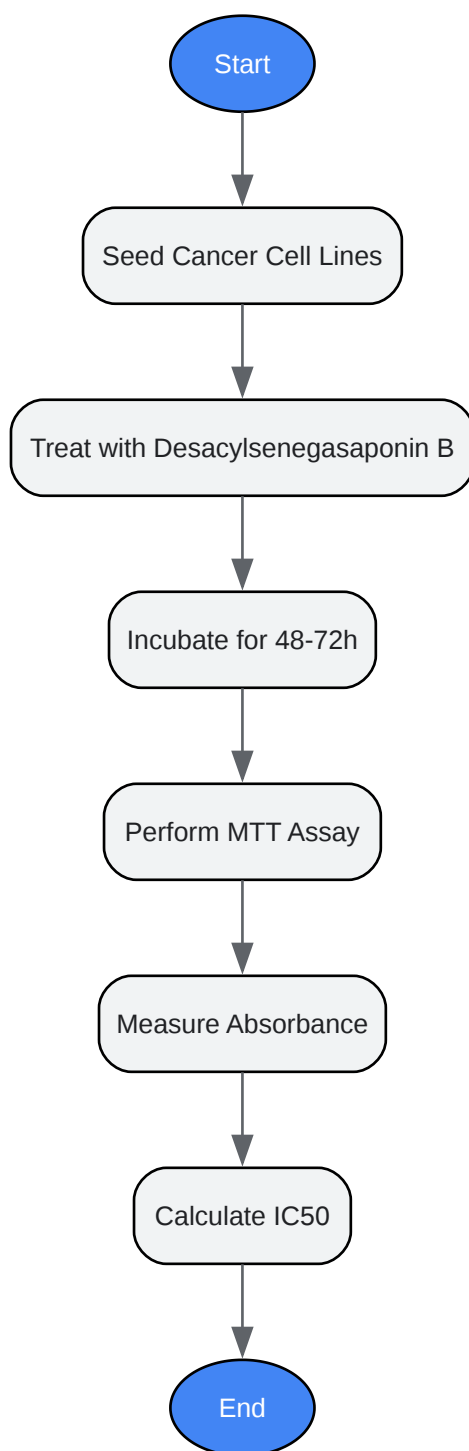 Start
Seed Cancer Cell Lines
Treat with Desacylsenegasaponin B
Incubate for 48-72h
Perform MTT Assay
Measure Absorbance
Calculate IC50
End